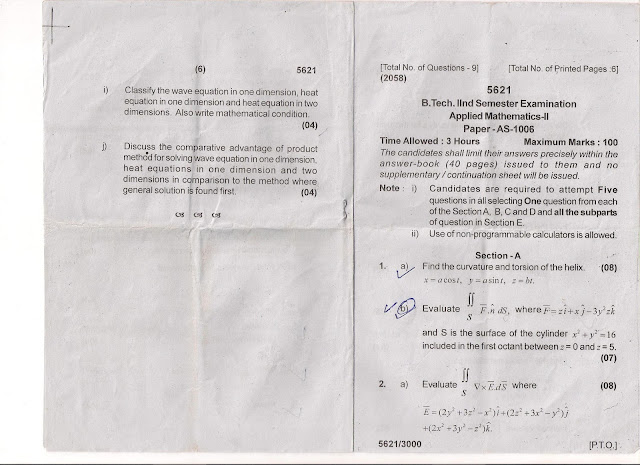 (6) 5621
i) Classify the wave equation in one dimension, heat
equation in one dimension and heat equation in two
dimensions. Also write mathematical condition.
(04)
j) Discuss the comparative advantage of product
method for solving wave equation in one dimension,
heat equations in one dimension and two
dimensions in comparison to the method where
general solution is found first. (04)
[Total No. of Questions - 9] [Total No. of Printed Pages :6]
(2058)
5621
B.Tech. IInd Semester Examination
Applied Mathematics-II
Paper - AS-1006
Time Allowed : 3 Hours Maximum Marks : 100
The candidates shall limit their answers precisely within the
answer-book (40 pages) issued to them and no
supplementary / continuation sheet will be issued.
Note : i) Candidates are required to attempt Five
questions in all selecting One question from each
of the Section A, B, C and D and all the subparts
of question in Section E.
ii) Use of non-programmable calculators is allowed.
Section - A
1. a) Find the curvature and torsion of the helix. (08)
x = a cos t, y = a sin t, z = bt.
b) Evaluate ∬_S F̅.n̂ dS, where F̅ = zî + xĵ − 3y²zk̂
and S is the surface of the cylinder x² + y² = 16
included in the first octant between z = 0 and z = 5.
(07)
2. a) Evaluate ∬_S ∇×E̅.dS̅ where (08)
E̅ = (2y² + 3z² − x²)î + (2z² + 3x² − y²)ĵ
+(2x² + 3y² − z²)k̂.
5621/3000 [P.T.O.]